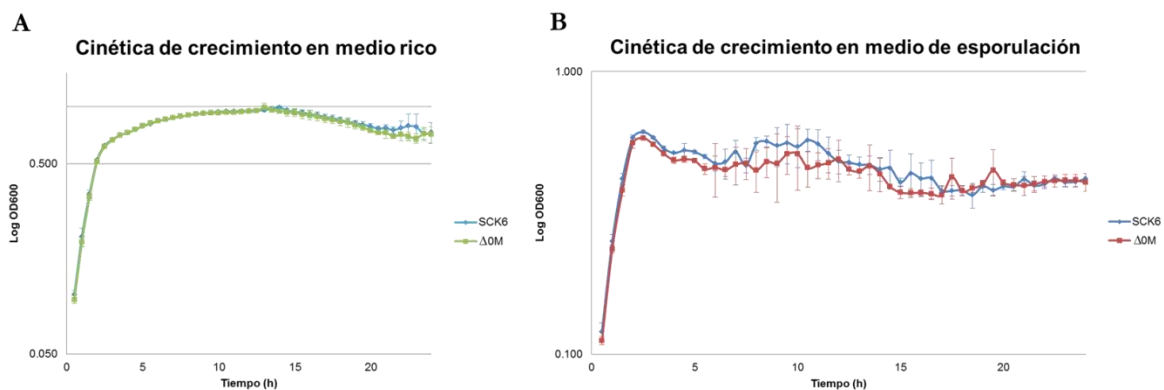 A
Cinética de crecimiento en medio rico
Log OD600
0.500
0.050
0
5
10
15
20
Tiempo (h)
SCK6
Δ0M
B
Cinética de crecimiento en medio de esporulación
Log OD600
1.000
0.100
0
5
10
15
20
Tiempo (h)
SCK6
Δ0M